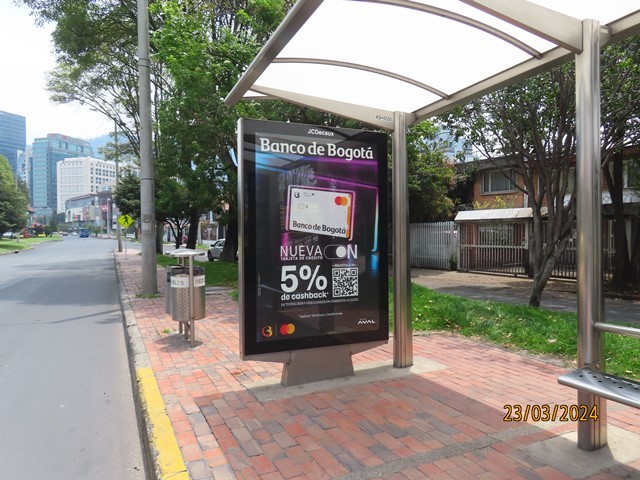 JCDecaux
Banco de Bogotá
Banco de Bogotá
NUEVA ON
TARJETA DE CRÉDITO
5%
de cashback*
AVAL
23/03/2024